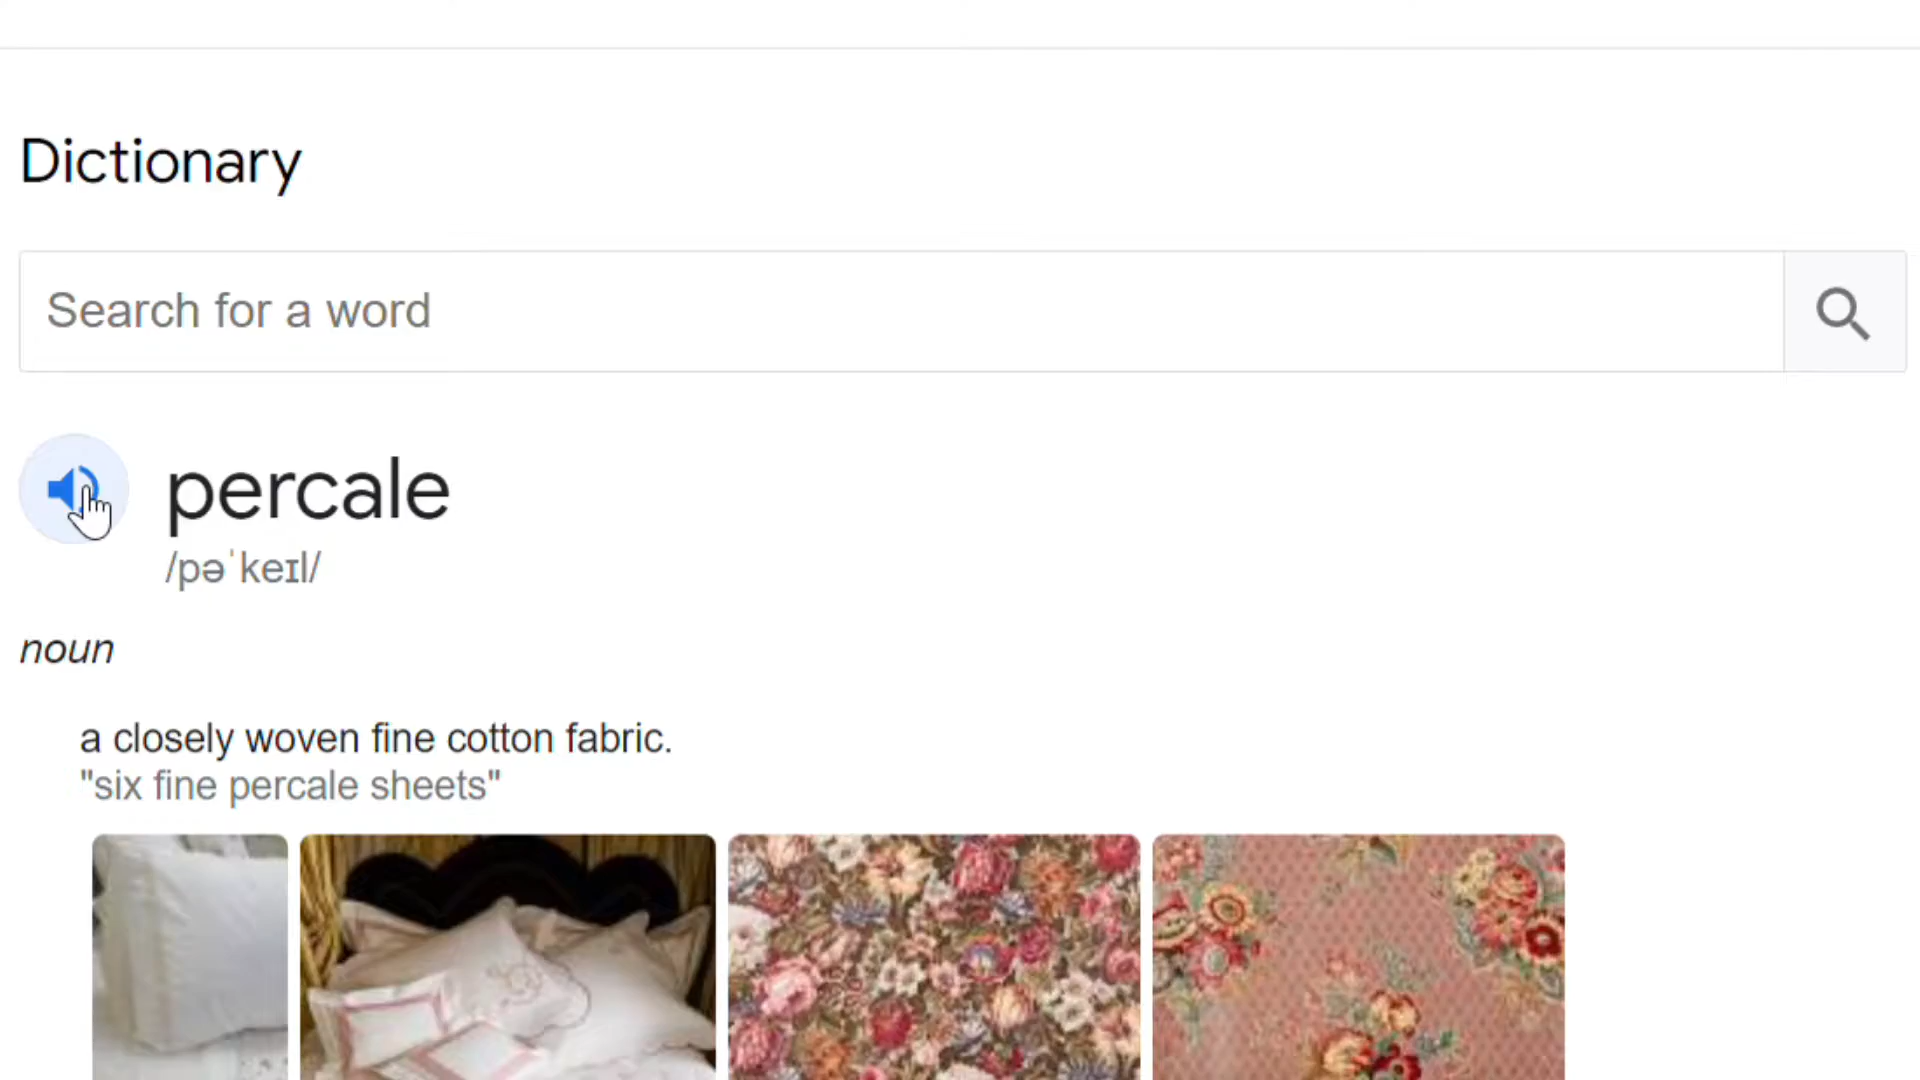 Dictionary
Search for a word
percale
/pəˈkeɪl/
noun
a closely woven fine cotton fabric.
"six fine percale sheets"